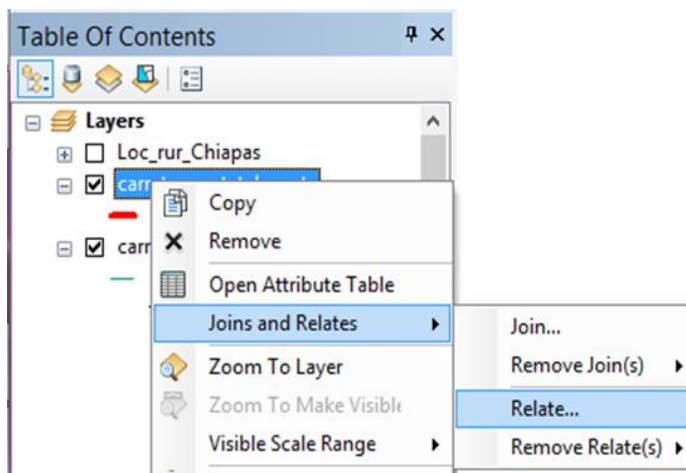 Table Of Contents
Layers
Loc_rur_Chiapas
Copy
Remove
Open Attribute Table
Joins and Relates
Join...
Zoom To Layer
Remove Join(s)
Zoom To Make Visible
Relate...
Visible Scale Range
Remove Relate(s)